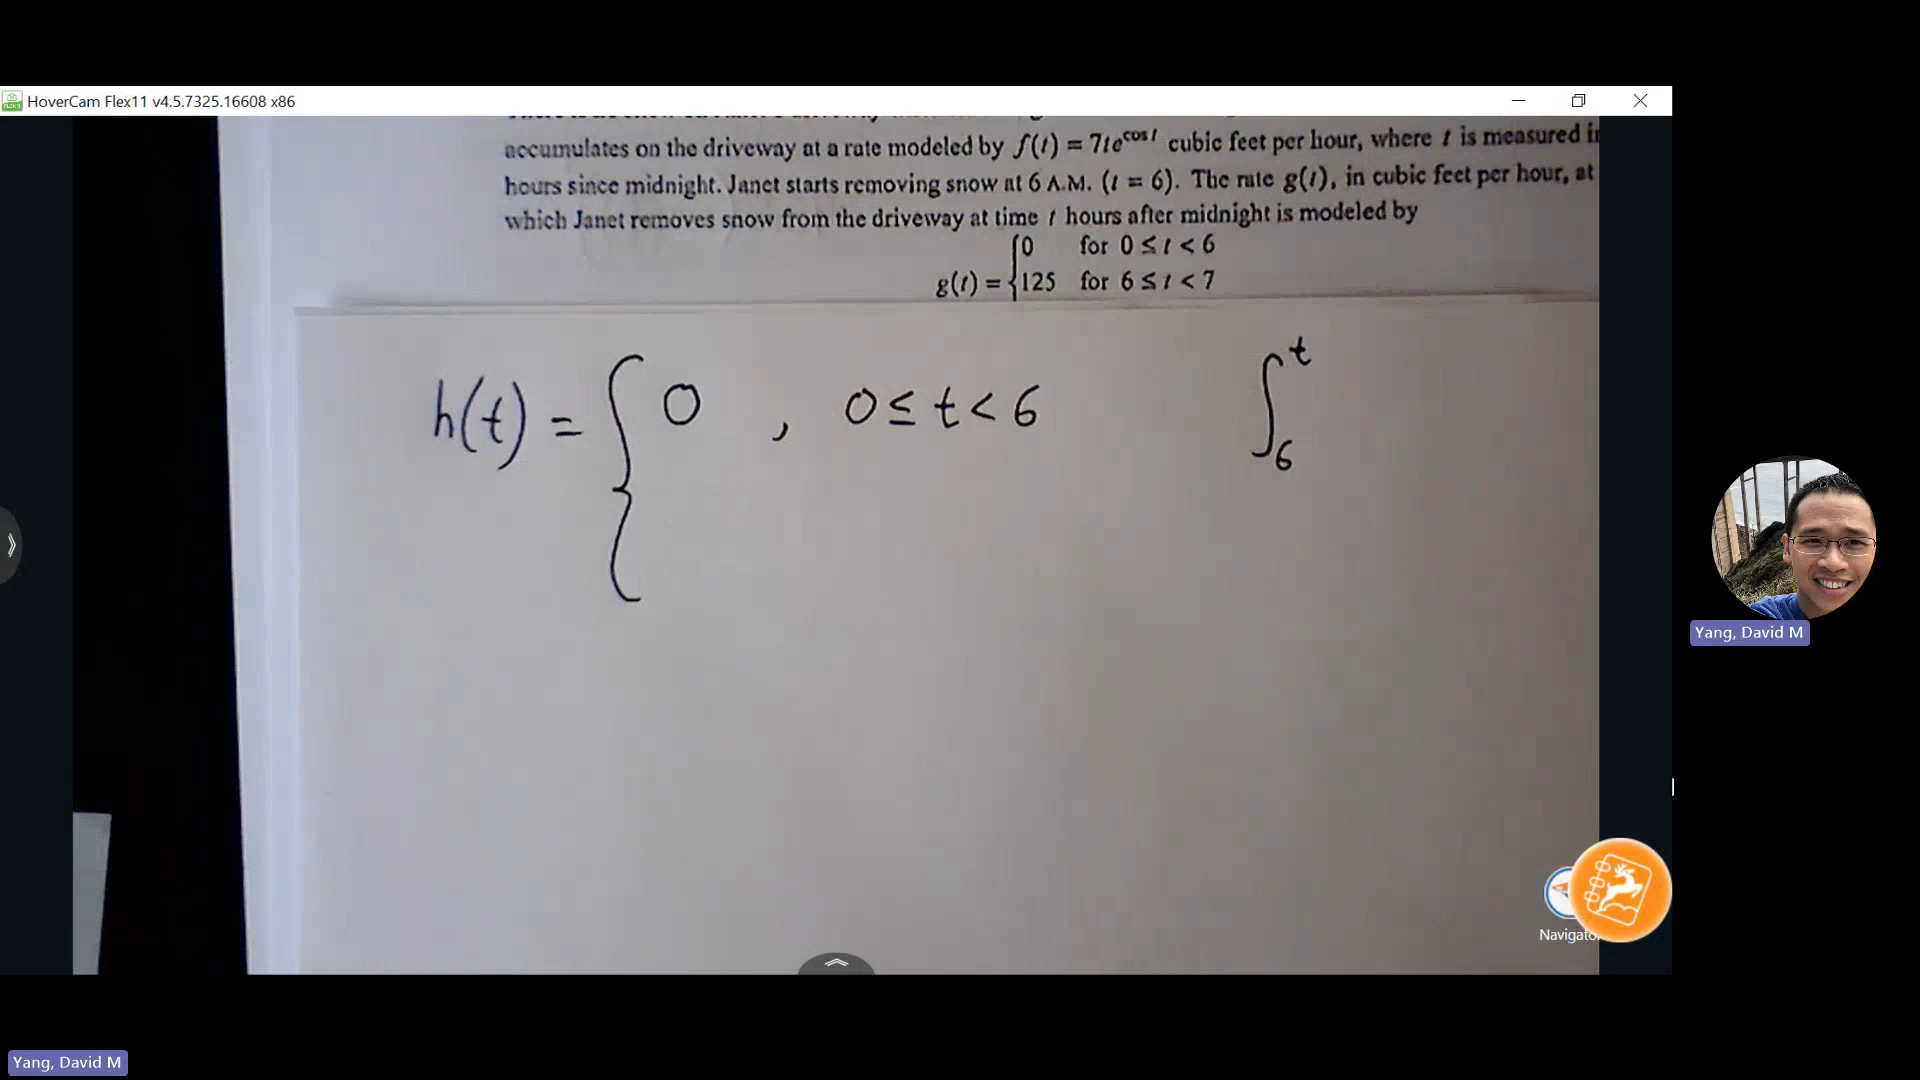 HoverCam Flex11 v4.5.7325.16608 x86
accumulates on the driveway at a rate modeled by f(t) = 7te^{cos t} cubic feet per hour, where t is measured in
hours since midnight. Janet starts removing snow at 6 A.M. (t = 6). The rate g(t), in cubic feet per hour, at
which Janet removes snow from the driveway at time t hours after midnight is modeled by
g(t) = { 0 for 0 ≤ t < 6
125 for 6 ≤ t < 7
h(t) = { 0 , 0 ≤ t < 6
∫_6^t
Yang, David M
Navigato
Yang, David M